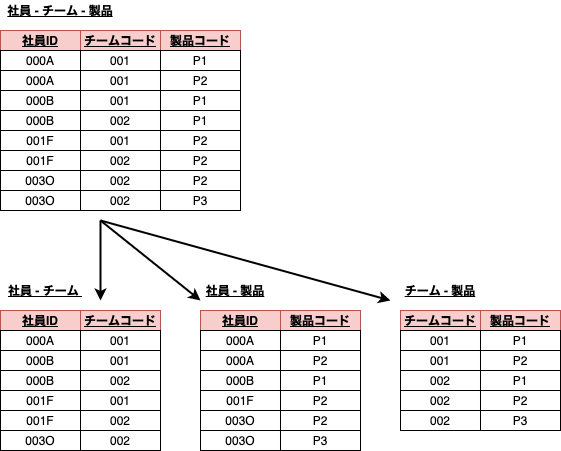 社員 - チーム - 製品
社員ID チームコード 製品コード
000A 001 P1
000A 001 P2
000B 001 P1
000B 002 P1
001F 001 P2
001F 002 P2
003O 002 P2
003O 002 P3
社員 - チーム
社員ID チームコード
000A 001
000B 001
000B 002
001F 001
001F 002
003O 002
社員 - 製品
社員ID 製品コード
000A P1
000A P2
000B P1
001F P2
003O P2
003O P3
チーム - 製品
チームコード 製品コード
001 P1
001 P2
002 P1
002 P2
002 P3